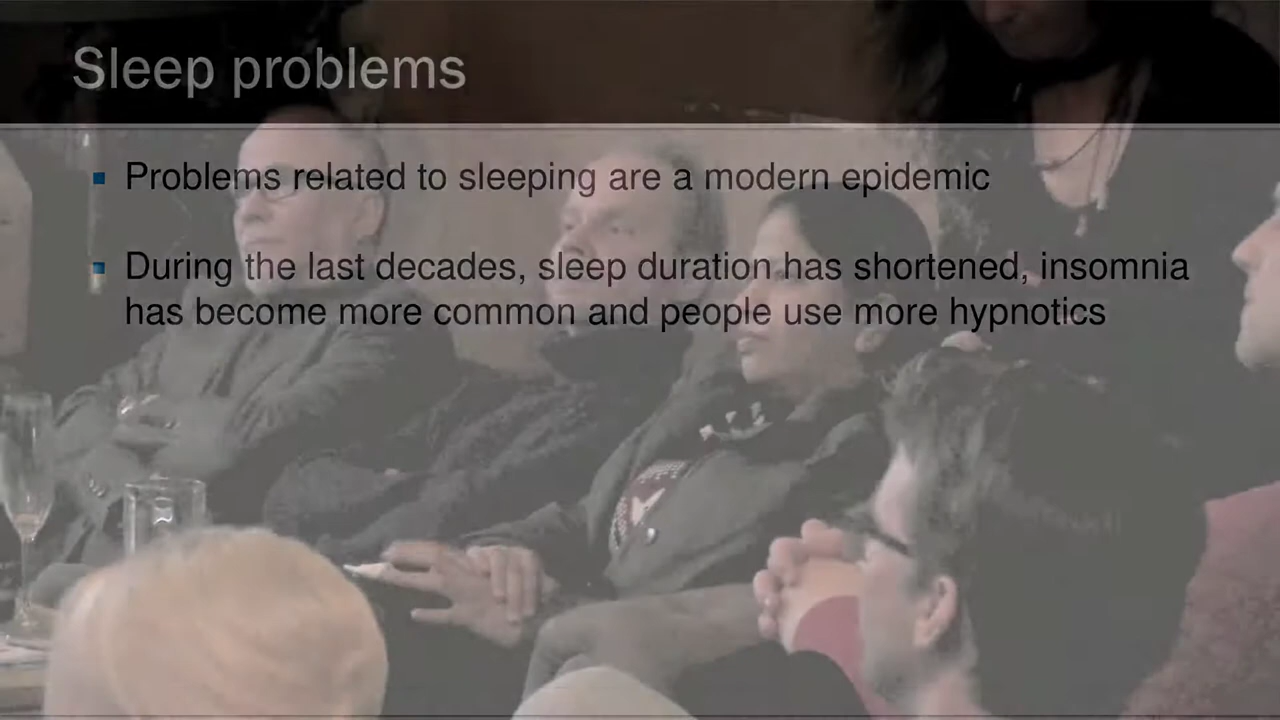 Sleep problems
Problems related to sleeping are a modern epidemic
During the last decades, sleep duration has shortened, insomnia
has become more common and people use more hypnotics